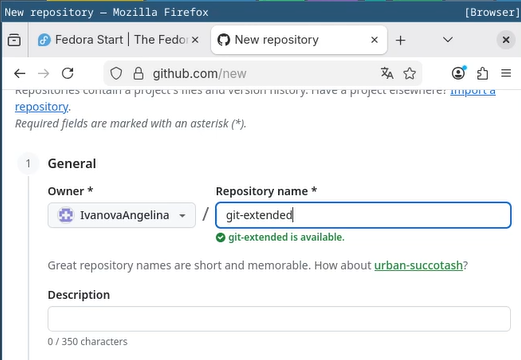 New repository — Mozilla Firefox [Browser]
Fedora Start | The Fedo
New repository
github.com/new
Repositories contain a project's files and version history. Have a project elsewhere? Import a
repository.
Required fields are marked with an asterisk (*).
1 General
Owner * Repository name *
IvanovaAngelina / git-extended
git-extended is available.
Great repository names are short and memorable. How about urban-succotash?
Description
0 / 350 characters